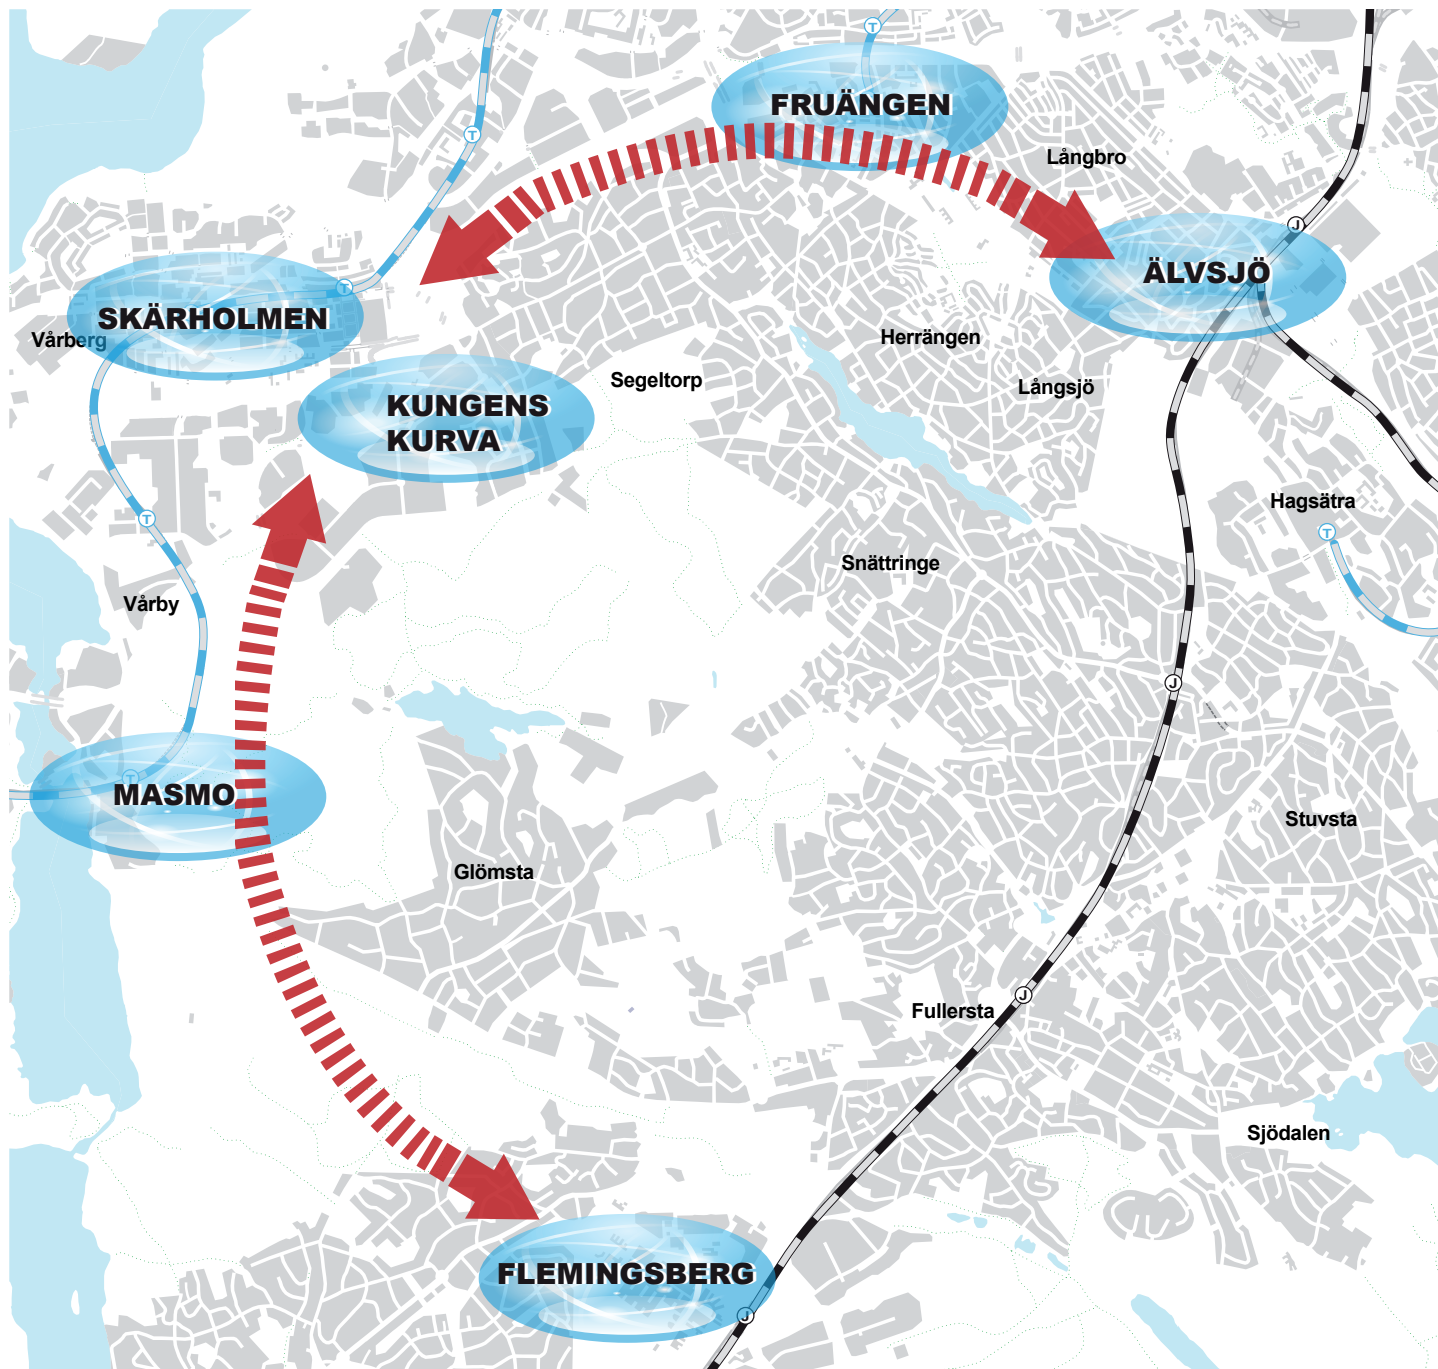 T
FRUÄNGEN
T
Långbro
J
ÄLVSJÖ
T
SKÄRHOLMEN
Vårberg
Herrängen
Segeltorp
Långsjö
KUNGENS
KURVA
Hagsätra
T
T
Snättringe
Vårby
J
T
MASMO
Stuvsta
Glömsta
J
Fullersta
Sjödalen
FLEMINGSBERG
J